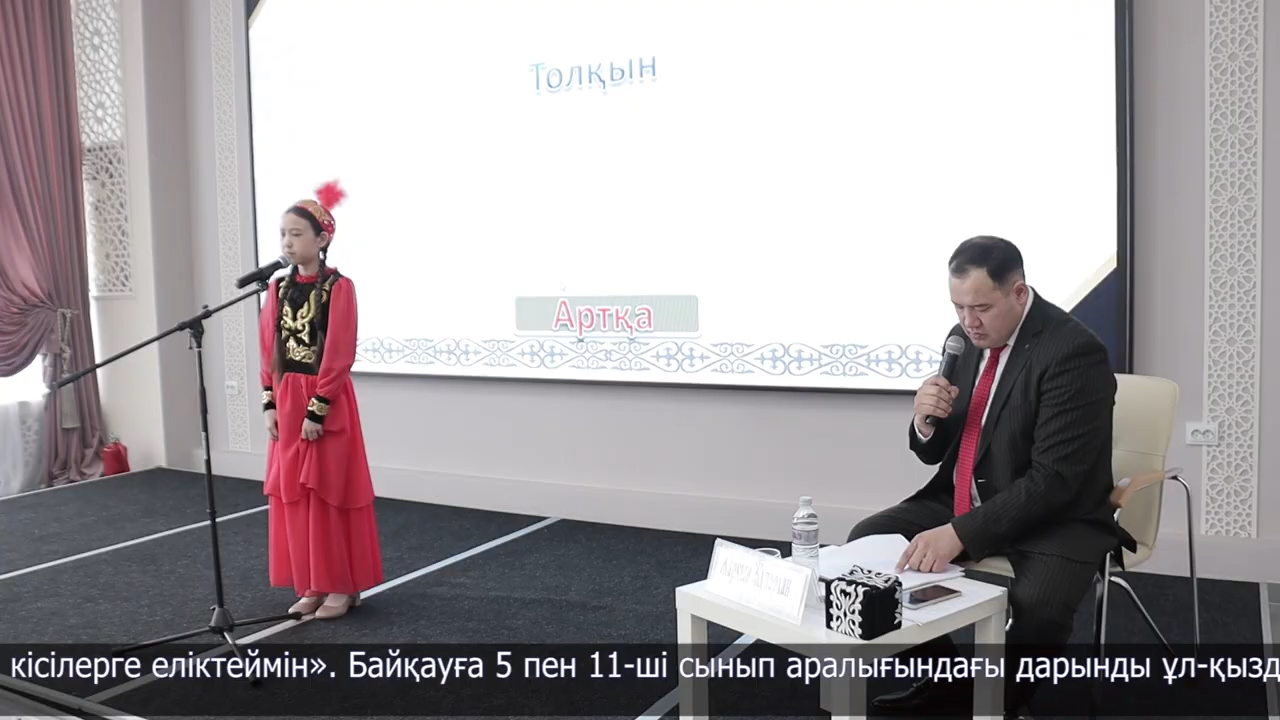 Толқын
Артқа
кісілерге еліктеймін». Байқауға 5 пен 11-ші сынып аралығындағы дарынды ұл-қызд